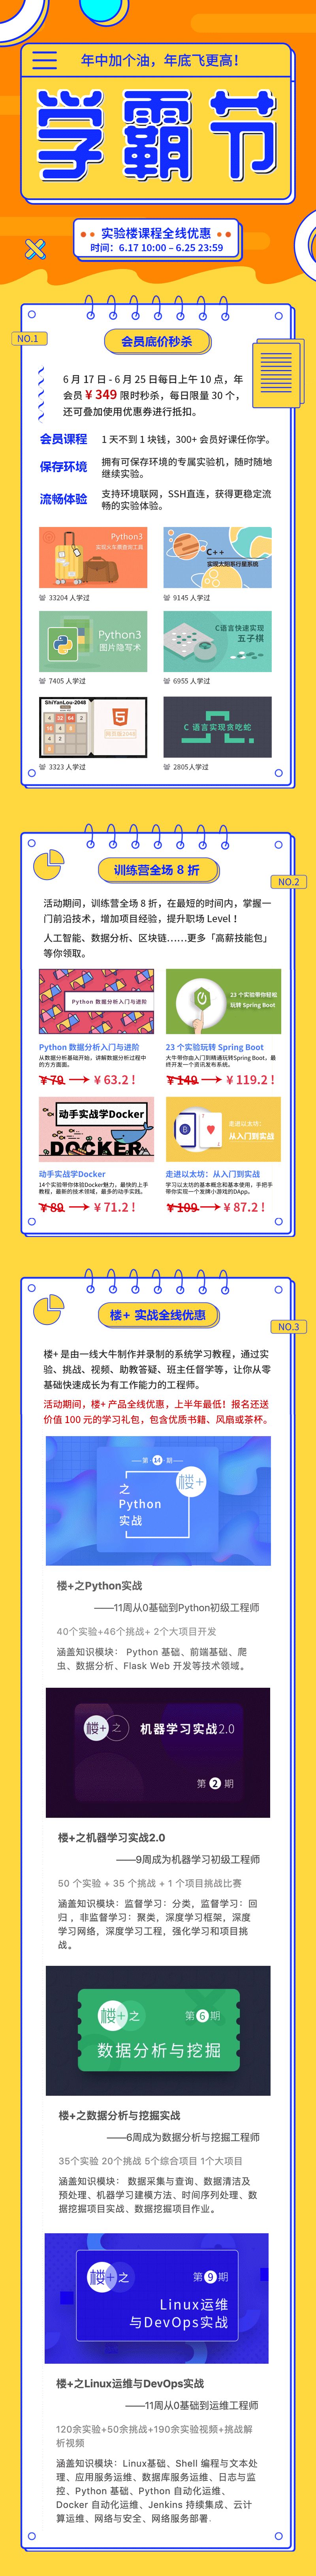 年中加个油，年底飞更高！
学霸节
实验楼课程全线优惠
时间：6.17 10:00 – 6.25 23:59
NO.1
会员底价秒杀
6 月 17 日 - 6 月 25 日每日上午 10 点，年
会员 ¥ 349 限时秒杀，每日限量 30 个，
还可叠加使用优惠券进行抵扣。
会员课程 1 天不到 1 块钱，300+ 会员好课任你学。
保存环境 拥有可保存环境的专属实验机，随时随地
继续实验。
流畅体验 支持环境联网，SSH直连，获得更稳定流
畅的实验体验。
Python3
实现火车票查询工具
33204 人学过
C++
实现太阳系行星系统
9145 人学过
Python3
图片隐写术
7405 人学过
C语言快速实现
五子棋
6955 人学过
ShiYanLou-2048
网页版2048
3323 人学过
C 语言实现贪吃蛇
2805人学过
NO.2
训练营全场 8 折
活动期间，训练营全场 8 折，在最短的时间内，掌握一
门前沿技术，增加项目经验，提升职场 Level！
人工智能、数据分析、区块链……更多「高薪技能包」
等你领取。
Python 数据分析入门与进阶
Python 数据分析入门与进阶
从数据分析基础开始，讲解数据分析过程中
的方方面面。
¥ 79 ¥ 63.2！
23 个实验带你轻松
玩转 Spring Boot
23 个实验玩转 Spring Boot
大牛带你由入门到精通玩转Spring Boot，最
终开发一个资讯发布系统。
¥ 149 ¥ 119.2！
动手实战学Docker
DOCKER
动手实战学Docker
14个实验带你体验Docker魅力，最快的上手
教程，最新的技术领域，最多的动手实践。
¥ 89 ¥ 71.2！
走进以太坊：
从入门到实战
走进以太坊：从入门到实战
学习以太坊的基本概念和基本使用，手把手
带你实现一个发牌小游戏的DApp。
¥ 109 ¥ 87.2！
NO.3
楼+ 实战全线优惠
楼+ 是由一线大牛制作并录制的系统学习教程，通过实
验、挑战、视频、助教答疑、班主任督学等，让你从零
基础快速成长为有工作能力的工程师。
活动期间，楼+ 产品全线优惠，上半年最低！报名还送
价值 100 元的学习礼包，包含优质书籍、风扇或茶杯。
第 14 期
楼+
之
Python
实战
楼+之Python实战
——11周从0基础到Python初级工程师
40个实验+46个挑战+ 2个大项目开发
涵盖知识模块： Python 基础、前端基础、爬
虫、数据分析、Flask Web 开发等技术领域。
楼+ 之 机器学习实战2.0
第 2 期
楼+之机器学习实战2.0
——9周成为机器学习初级工程师
50 个实验 + 35 个挑战 + 1 个项目挑战比赛
涵盖知识模块：监督学习：分类，监督学习：回
归 ，非监督学习：聚类，深度学习框架，深度
学习网络，深度学习工程，强化学习和项目挑
战。
楼+ 之 第 6 期
数据分析与挖掘
楼+之数据分析与挖掘实战
——6周成为数据分析与挖掘工程师
35个实验 20个挑战 5个综合项目 1个大项目
涵盖知识模块： 数据采集与查询、数据清洁及
预处理、机器学习建模方法、时间序列处理、数
据挖掘项目实战、数据挖掘项目作业。
楼+ 之 第 9 期
Linux运维
与DevOps实战
楼+之Linux运维与DevOps实战
——11周从0基础到运维工程师
120余实验+50余挑战+190余实验视频+挑战解
析视频
涵盖知识模块：Linux基础、Shell 编程与文本处
理、应用服务运维、数据库服务运维、日志与监
控、Python 基础、Python 自动化运维、
Docker 自动化运维、Jenkins 持续集成、云计
算运维、网络与安全、网络服务部署.